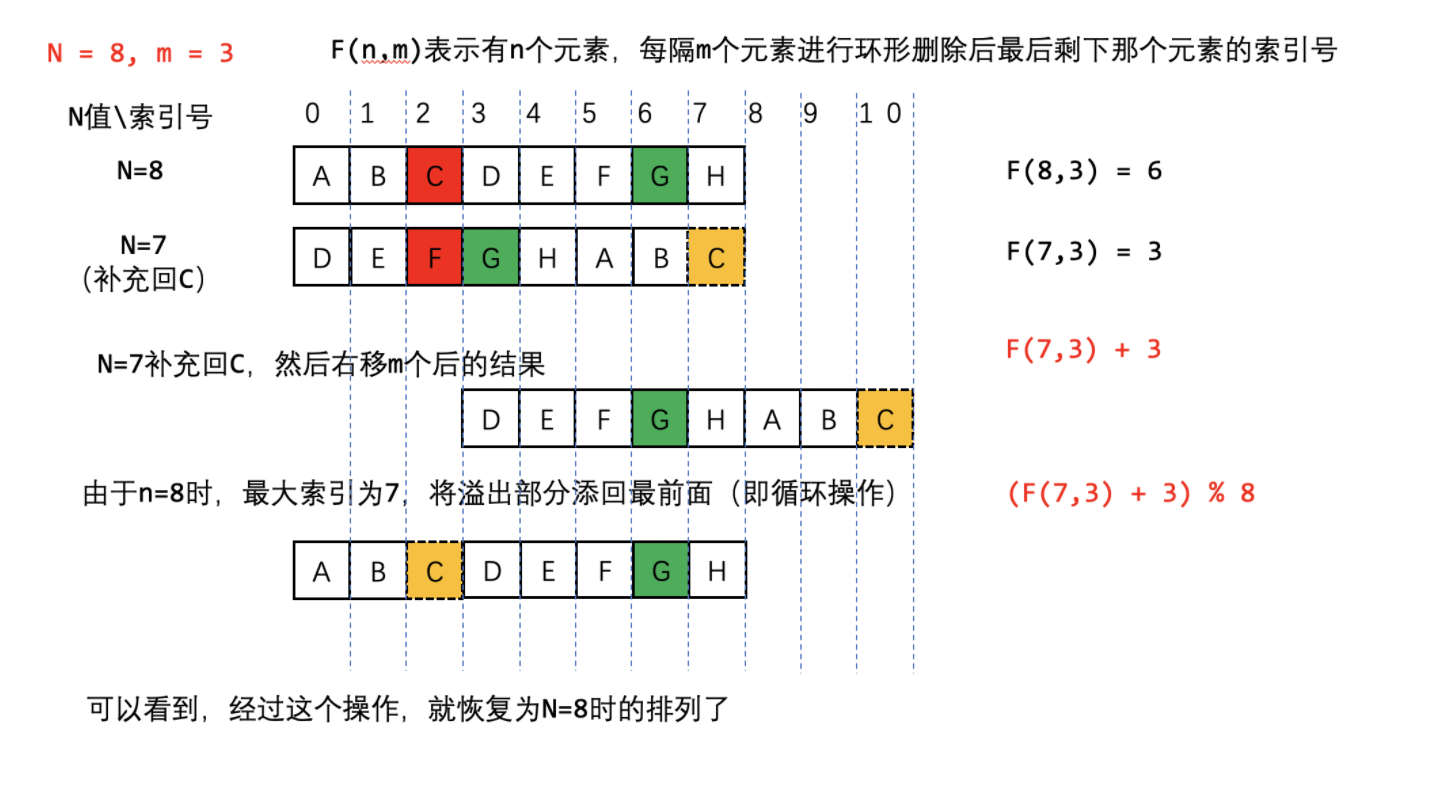 N = 8, m = 3
F(n,m)表示有n个元素，每隔m个元素进行环形删除后最后剩下那个元素的索引号
N值\索引号 0 1 2 3 4 5 6 7 8 9 1 0
N=8 A B C D E F G H F(8,3) = 6
N=7
(补充回C) D E F G H A B C F(7,3) = 3
N=7补充回C，然后右移m个后的结果 F(7,3) + 3
D E F G H A B C
由于n=8时，最大索引为7，将溢出部分添回最前面（即循环操作） (F(7,3) + 3) % 8
A B C D E F G H
可以看到，经过这个操作，就恢复为N=8时的排列了